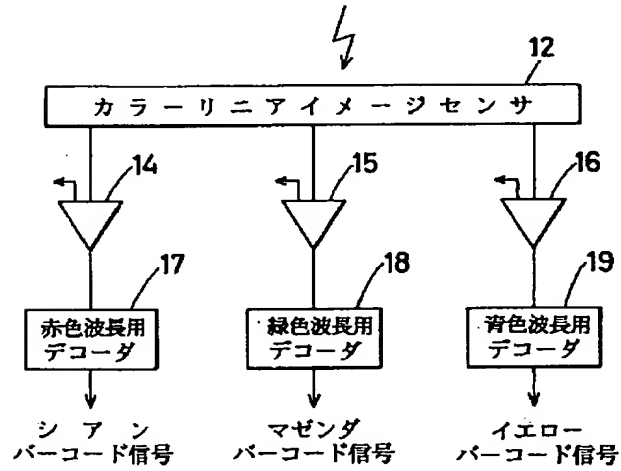 12
カラーリニアイメージセンサ
14
15
16
17
18
19
赤色波長用
デコーダ
緑色波長用
デコーダ
青色波長用
デコーダ
シアン
バーコード信号
マゼンダ
バーコード信号
イエロー
バーコード信号